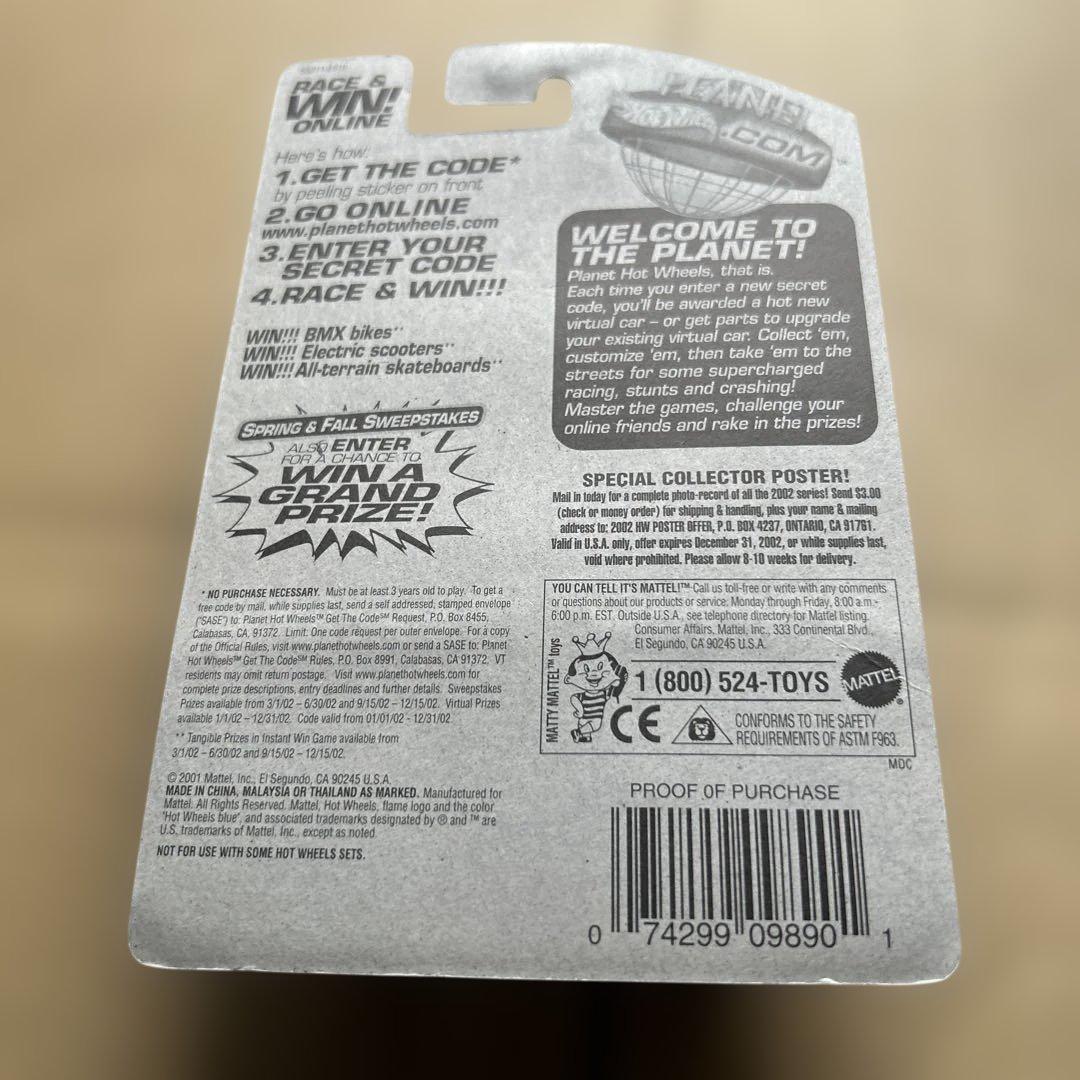 RACE &
WIN!
ONLINE
Here's how:
1.GET THE CODE*
by peeling sticker on front
2.GO ONLINE
www.planethotwheels.com
3.ENTER YOUR
SECRET CODE
4.RACE & WIN!!!
WIN!!! BMX bikes**
WIN!!! Electric scooters**
WIN!!! All-terrain skateboards**
SPRING & FALL SWEEPSTAKES
ALSO ENTER
FOR A CHANCE TO
WIN A
GRAND
PRIZE!
* NO PURCHASE NECESSARY. Must be at least 3 years old to play. To get a
free code by mail, while supplies last, send a self addressed, stamped envelope
("SASE") to: Planet Hot Wheels™ Get The Code℠ Request, P.O. Box 8455,
Calabasas, CA. 91372. Limit: One code request per outer envelope. For a copy
of the Official Rules, visit www.planethotwheels.com or send a SASE to: Planet
Hot Wheels™ Get The Code℠ Rules, P.O. Box 8991, Calabasas, CA 91372. VT
residents may omit return postage. Visit www.planethotwheels.com for
complete prize descriptions, entry deadlines and further details. Sweepstakes
Prizes available from 3/1/02 – 6/30/02 and 9/15/02 – 12/15/02. Virtual Prizes
available 1/1/02 – 12/31/02. Code valid from 01/01/02 - 12/31/02.
** Tangible Prizes in Instant Win Game available from
3/1/02 – 6/30/02 and 9/15/02 – 12/15/02.
© 2001 Mattel, Inc., El Segundo, CA 90245 U.S.A.
MADE IN CHINA, MALAYSIA OR THAILAND AS MARKED. Manufactured for
Mattel. All Rights Reserved. Mattel, Hot Wheels, flame logo and the color
'Hot Wheels blue', and associated trademarks designated by ® and ™ are
U.S. trademarks of Mattel, Inc., except as noted.
NOT FOR USE WITH SOME HOT WHEELS SETS.
PLANET
HOT WHEELS
.COM
WELCOME TO
THE PLANET!
Planet Hot Wheels, that is.
Each time you enter a new secret
code, you'll be awarded a hot new
virtual car – or get parts to upgrade
your existing virtual car. Collect 'em,
customize 'em, then take 'em to the
streets for some supercharged
racing, stunts and crashing!
Master the games, challenge your
online friends and rake in the prizes!
SPECIAL COLLECTOR POSTER!
Mail in today for a complete photo-record of all the 2002 series! Send $3.00
(check or money order) for shipping & handling, plus your name & mailing
address to: 2002 HW POSTER OFFER, P.O. BOX 4237, ONTARIO, CA 91761.
Valid in U.S.A. only, offer expires December 31, 2002, or while supplies last,
void where prohibited. Please allow 8-10 weeks for delivery.
YOU CAN TELL IT'S MATTEL!™ Call us toll-free or write with any comments
or questions about our products or service. Monday through Friday, 8:00 a.m.-
6:00 p.m. EST. Outside U.S.A., see telephone directory for Mattel listing.
Consumer Affairs, Mattel, Inc., 333 Continental Blvd.,
El Segundo, CA 90245 U.S.A.
MATTY MATTEL™ toys
1 (800) 524-TOYS
MATTEL®
CE
CONFORMS TO THE SAFETY
REQUIREMENTS OF ASTM F963.
MDC
PROOF OF PURCHASE
0 74299 09890 1